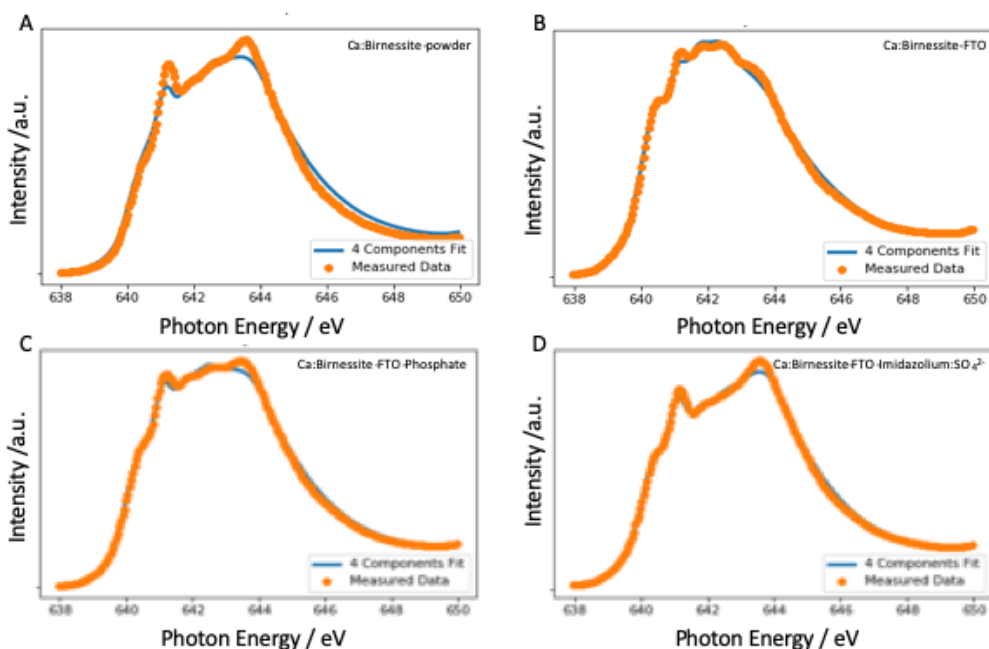 A
Ca:Birnessite-powder
Intensity /a.u.
4 Components Fit
Measured Data
638 640 642 644 646 648 650
Photon Energy / eV
B
Ca:Birnessite-FTO
Intensity /a.u.
4 Components Fit
Measured Data
638 640 642 644 646 648 650
Photon Energy / eV
C
Ca:Birnessite-FTO-Phosphate
Intensity /a.u.
4 Components Fit
Measured Data
638 640 642 644 646 648 650
Photon Energy / eV
D
Ca:Birnessite-FTO-Imidazolium:SO₄²⁻
Intensity /a.u.
4 Components Fit
Measured Data
638 640 642 644 646 648 650
Photon Energy / eV